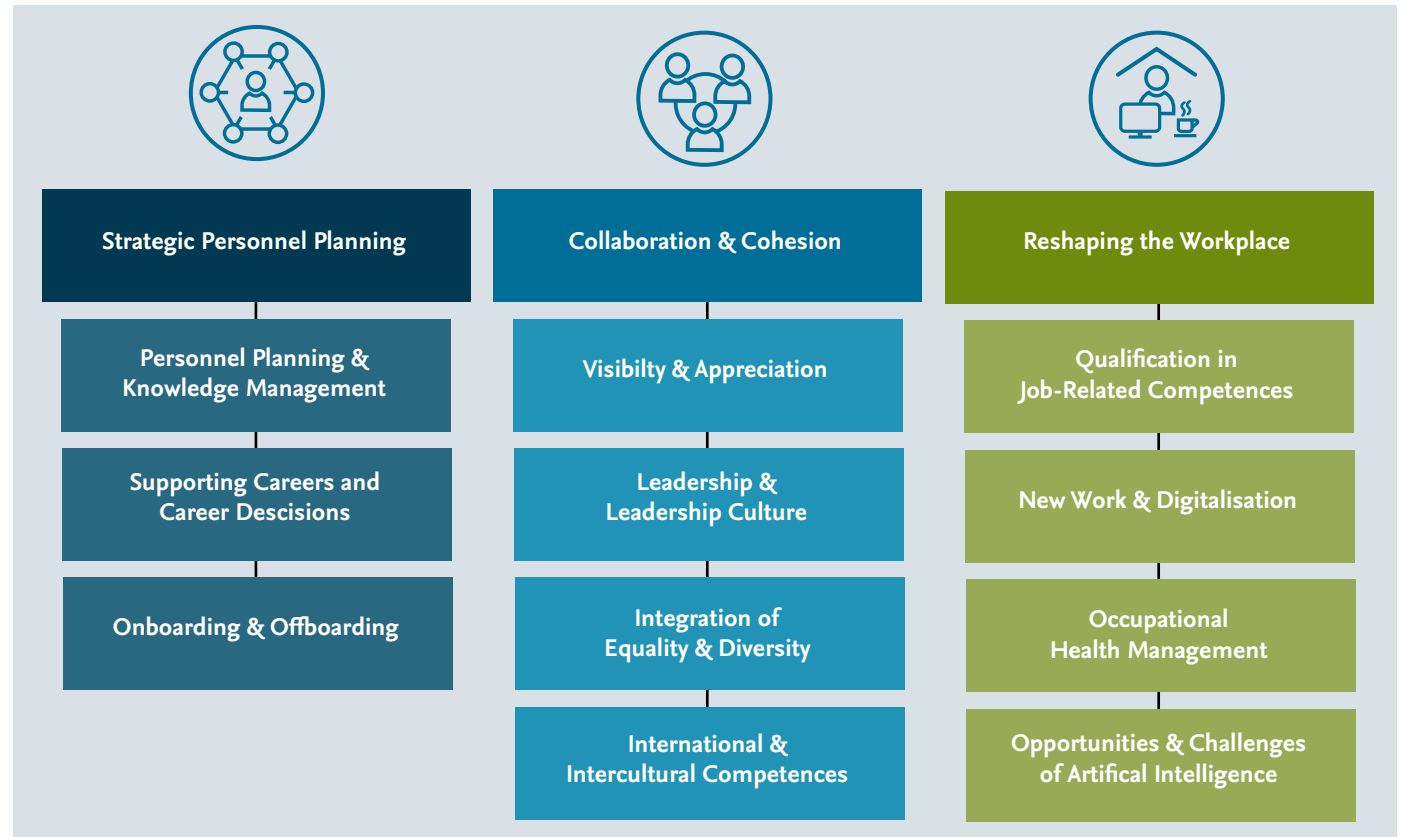 Strategic Personnel Planning
Personnel Planning &
Knowledge Management
Supporting Careers and
Career Descisions
Onboarding & Offboarding
Collaboration & Cohesion
Visibilty & Appreciation
Leadership &
Leadership Culture
Integration of
Equality & Diversity
International &
Intercultural Competences
Reshaping the Workplace
Qualification in
Job-Related Competences
New Work & Digitalisation
Occupational
Health Management
Opportunities & Challenges
of Artifical Intelligence